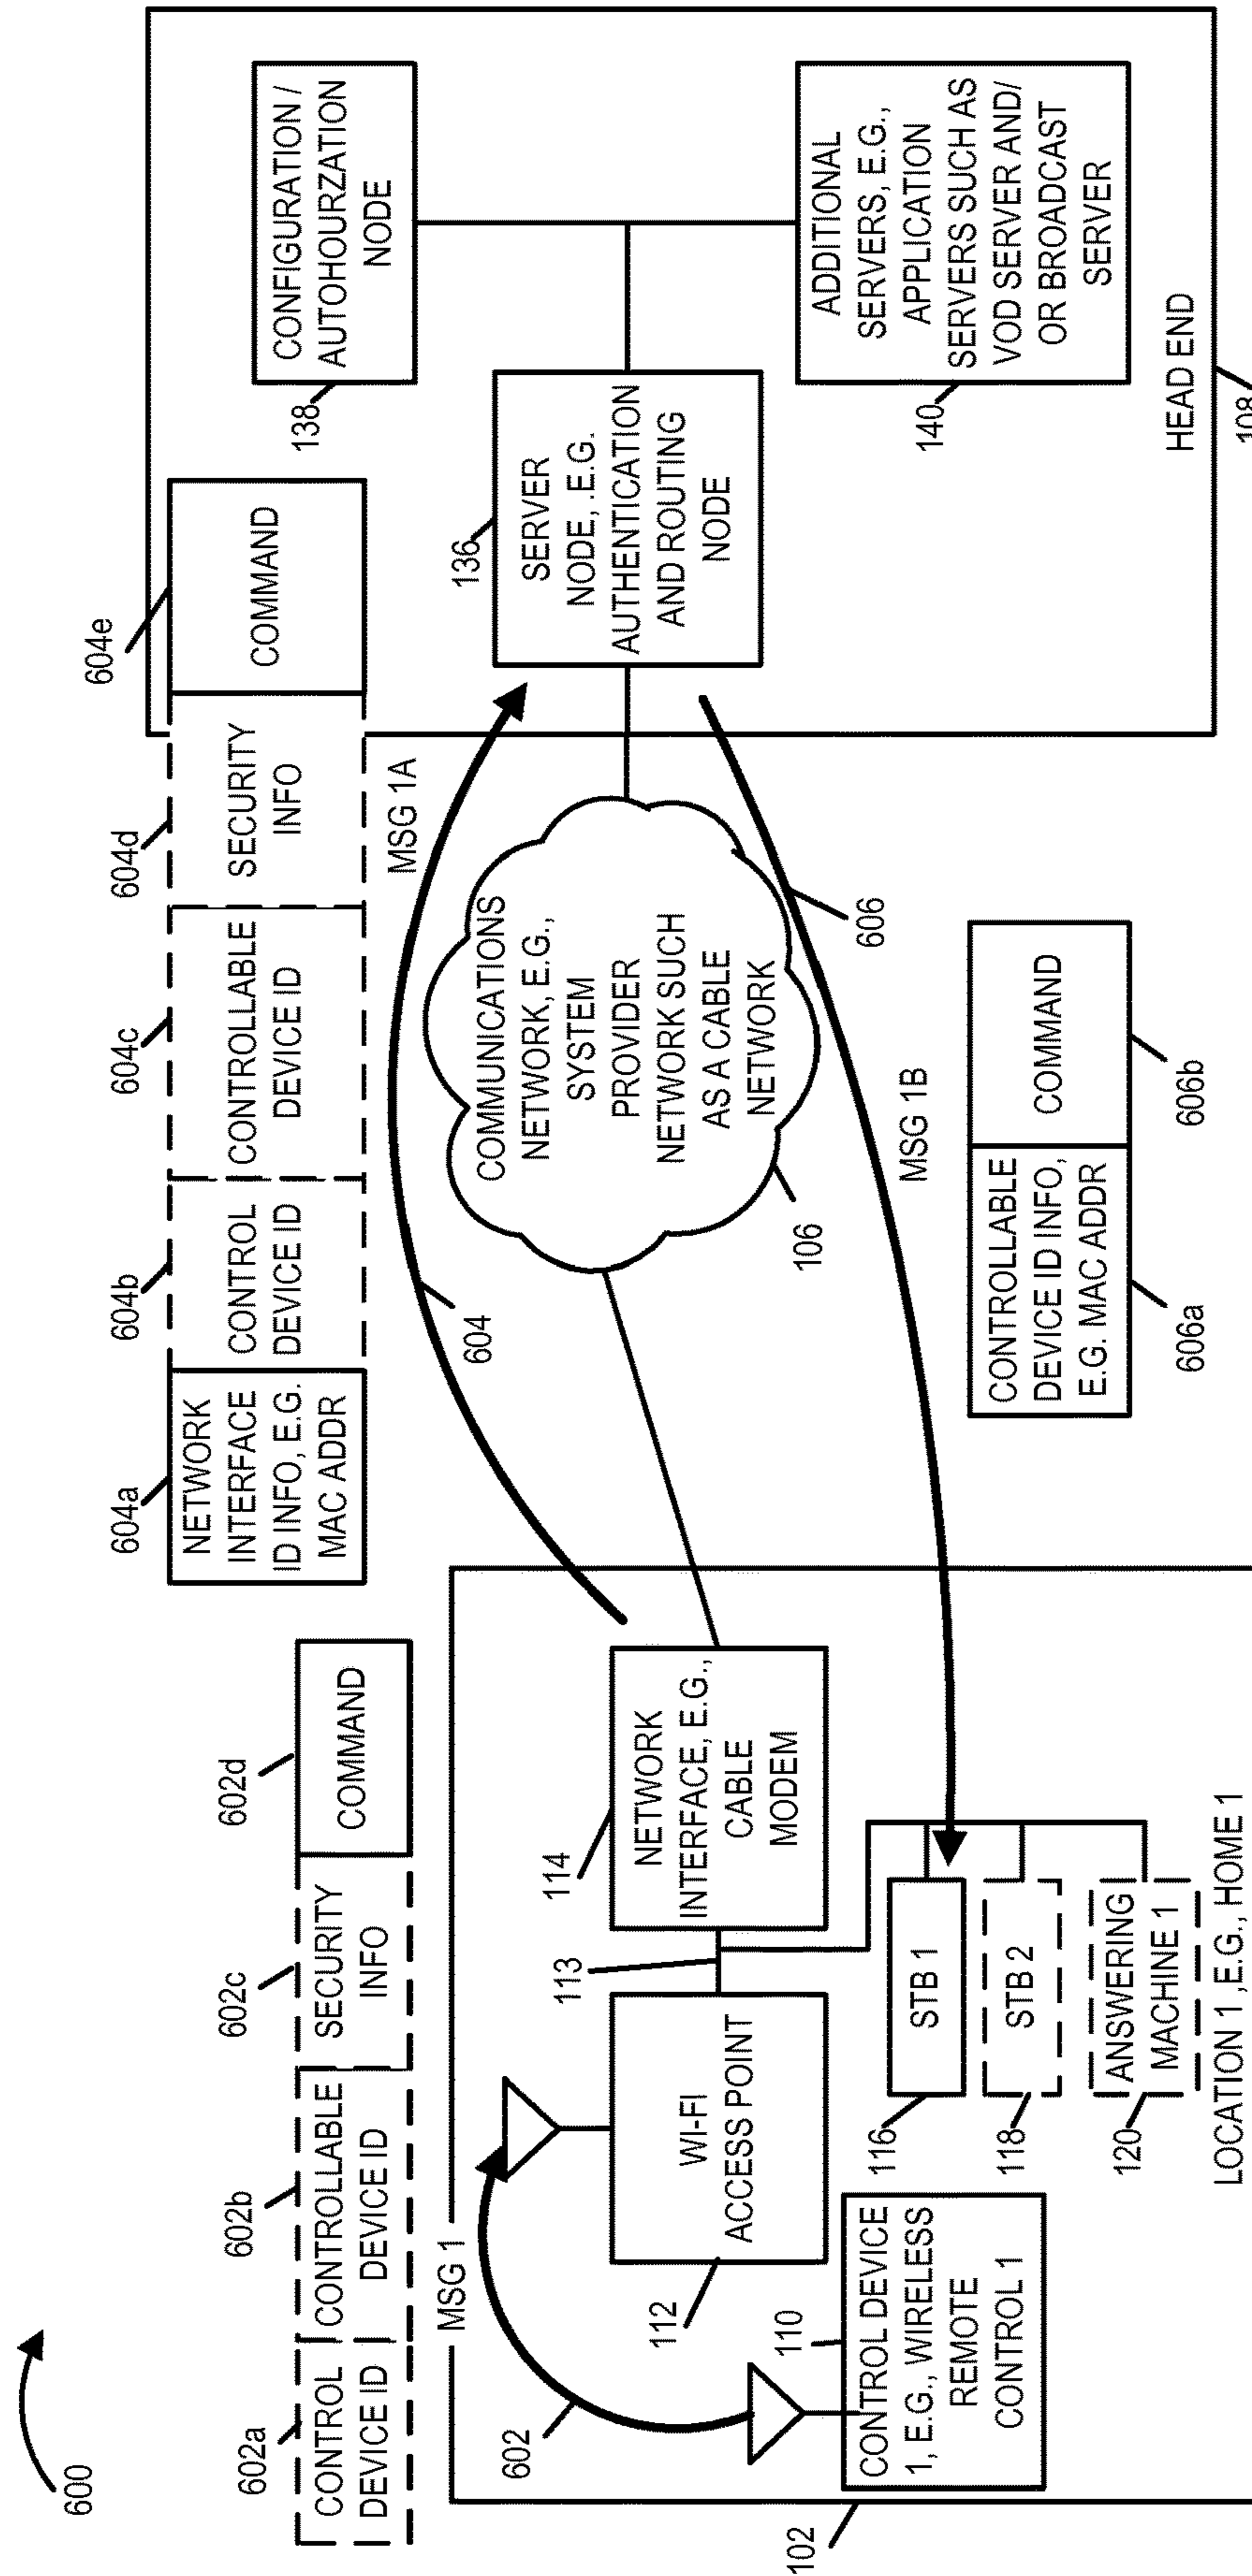 600
602a
602b
602c
602d
CONTROL
DEVICE ID
CONTROLLABLE
DEVICE ID
SECURITY
INFO
COMMAND
604a
604b
604c
604d
604e
NETWORK
INTERFACE
ID INFO, E.G.
MAC ADDR
CONTROL
DEVICE ID
CONTROLLABLE
DEVICE ID
SECURITY
INFO
COMMAND
MSG 1
602
MSG 1A
604
110
CONTROL DEVICE
1, E.G., WIRELESS
REMOTE
CONTROL 1
112
WI-FI
ACCESS POINT
113
114
NETWORK
INTERFACE, E.G.,
CABLE
MODEM
116
STB 1
118
STB 2
120
ANSWERING
MACHINE 1
LOCATION 1 ,E.G., HOME 1
102
COMMUNICATIONS
NETWORK, E.G.,
SYSTEM
PROVIDER
NETWORK SUCH
AS A CABLE
NETWORK
106
606
MSG 1B
CONTROLLABLE
DEVICE ID INFO,
E.G. MAC ADDR
COMMAND
606a
606b
136
SERVER
NODE, .E.G.
AUTHENTICATION
AND ROUTING
NODE
138
CONFIGURATION /
AUTOHOURZATION
NODE
140
ADDITIONAL
SERVERS, E.G.,
APPLICATION
SERVERS SUCH AS
VOD SERVER AND/
OR BROADCAST
SERVER
HEAD END
108